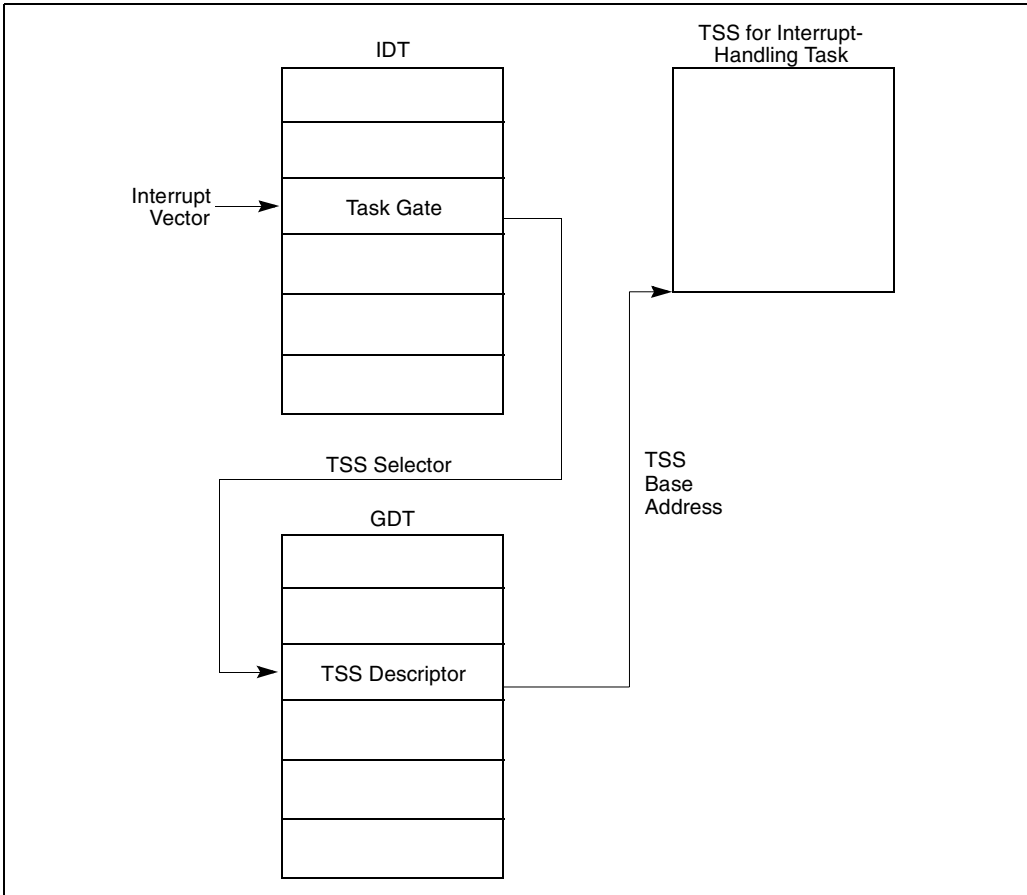 IDT
TSS for Interrupt-
Handling Task
Interrupt
Vector
Task Gate
TSS Selector
TSS
Base
Address
GDT
TSS Descriptor